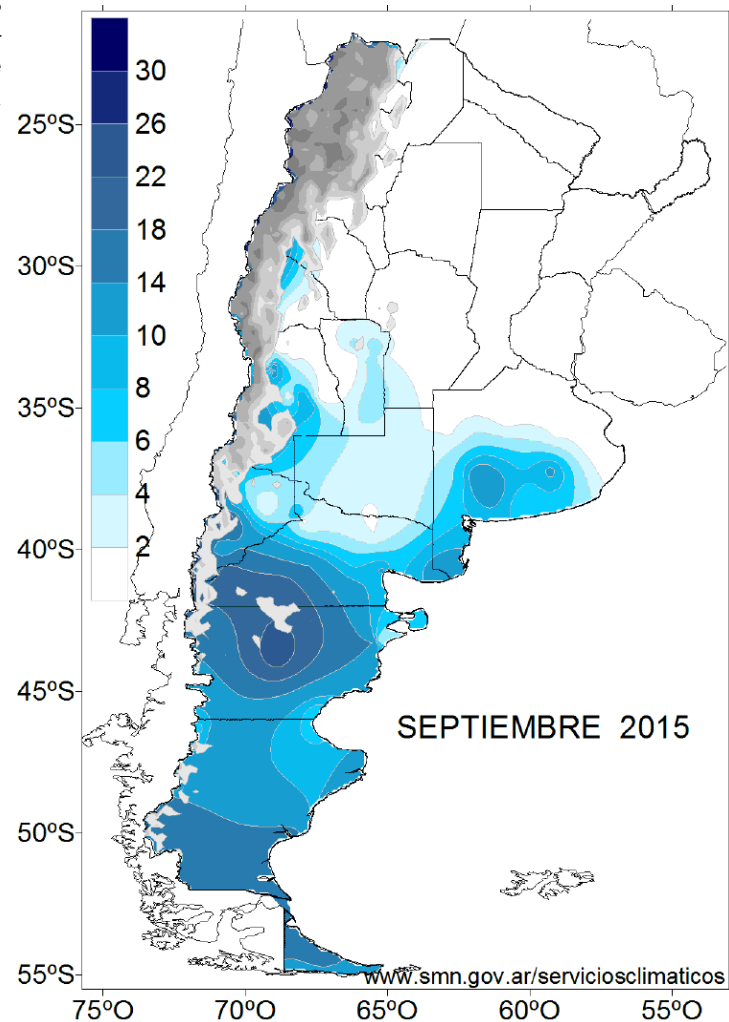 30
26
22
18
14
10
8
6
4
2
25ºS
30ºS
35ºS
40ºS
45ºS
50ºS
55ºS
SEPTIEMBRE 2015
www.smn.gov.ar/serviciosclimaticos
75ºO 70ºO 65ºO 60ºO 55ºO